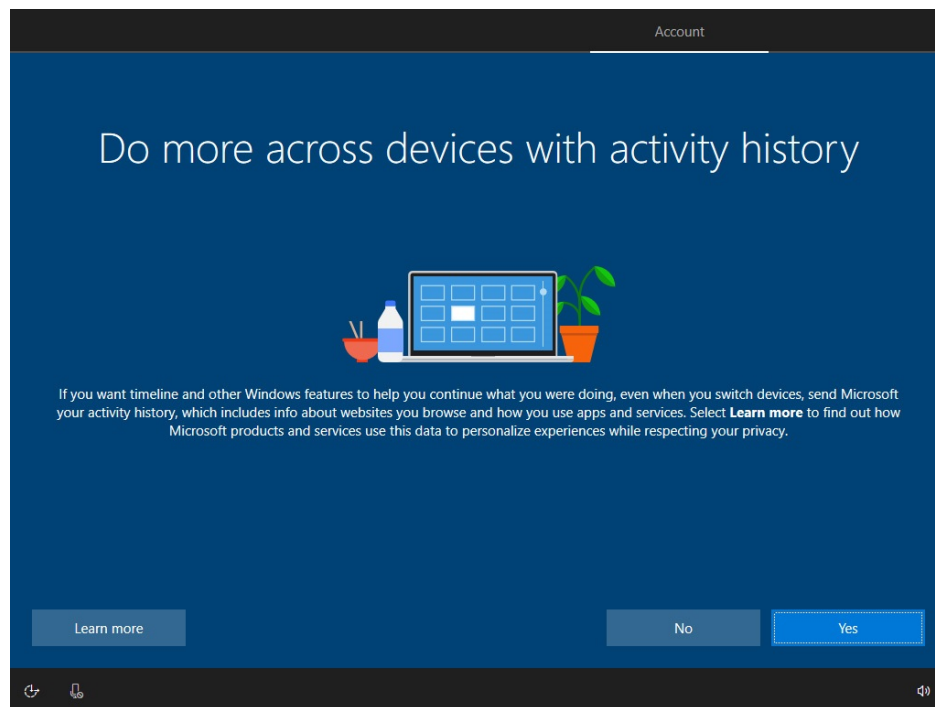 Account
Do more across devices with activity history
If you want timeline and other Windows features to help you continue what you were doing, even when you switch devices, send Microsoft
your activity history, which includes info about websites you browse and how you use apps and services. Select Learn more to find out how
Microsoft products and services use this data to personalize experiences while respecting your privacy.
Learn more
No
Yes